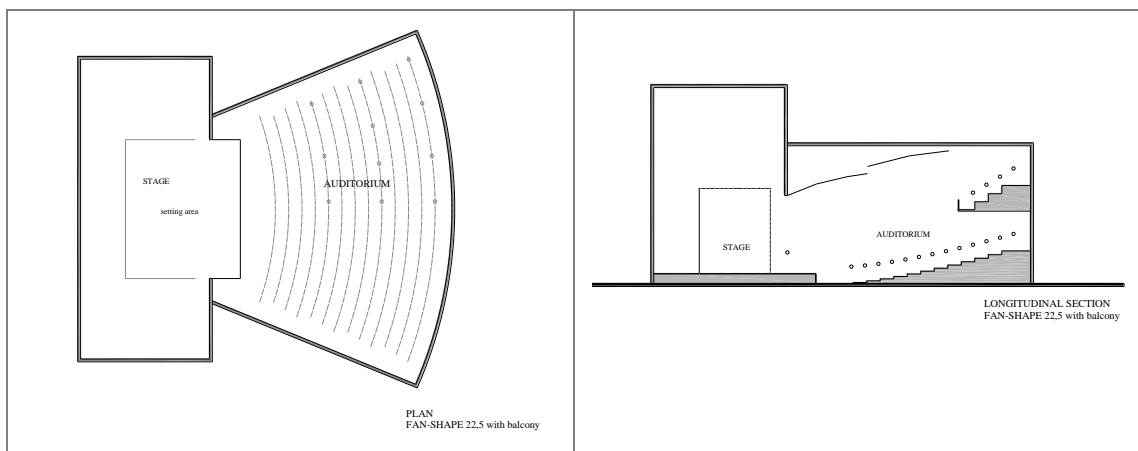 STAGE
AUDITORIUM
setting area
PLAN
FAN-SHAPE 22,5 with balcony
STAGE
AUDITORIUM
LONGITUDINAL SECTION
FAN-SHAPE 22,5 with balcony